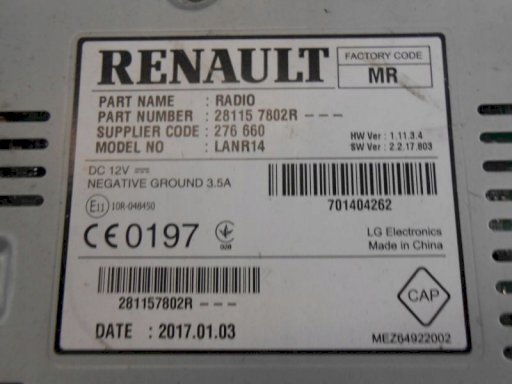 RENAULT
FACTORY CODE
MR
PART NAME : RADIO
PART NUMBER : 28115 7802R - - -
SUPPLIER CODE : 276 660
MODEL NO : LANR14
HW Ver : 1.11.3.4
SW Ver : 2.2.17.803
DC 12V
NEGATIVE GROUND 3.5A
701404262
E11 10R-048450
CE0197
028
LG Electronics
Made in China
281157802R - - -
CAP
DATE : 2017.01.03
MEZ64922002